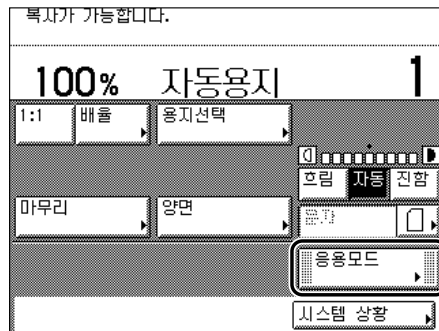 복사가 가능합니다.
100% 자동용지 1
1:1 배율 용지선택
흐림 자동 진함
마무리 양면 문자
응용모드
시스템 상황